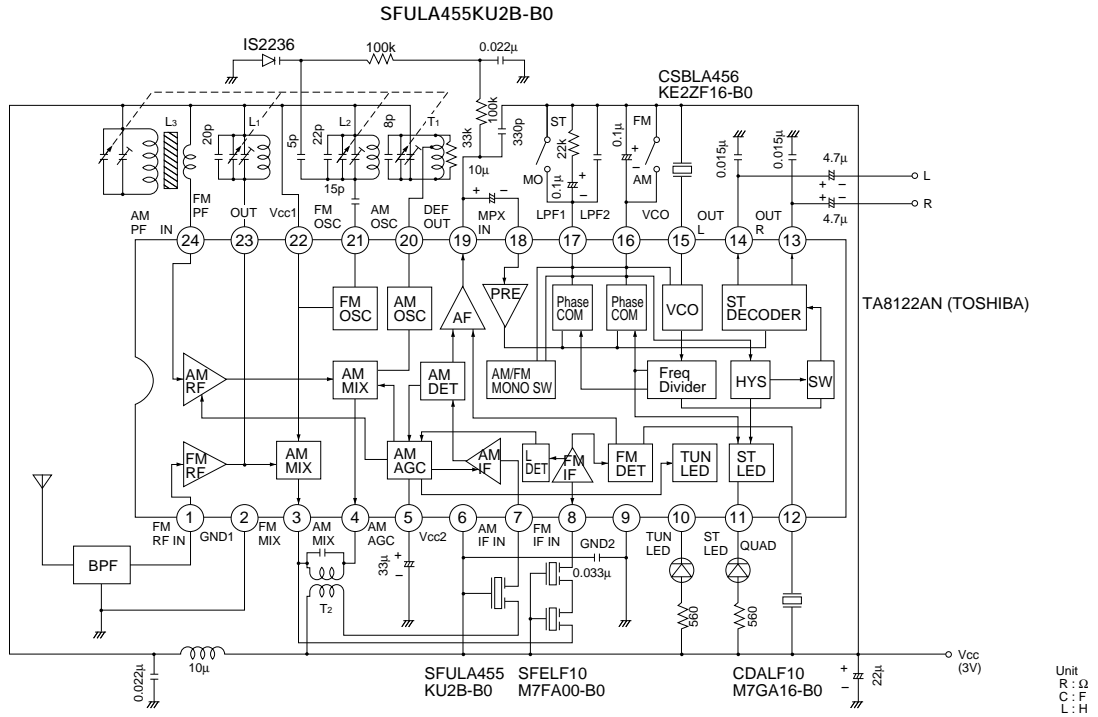 SFULA455KU2B-B0
IS2236
100k
0.022µ
CSBLA456
KE2ZF16-B0
L3
20p
L1
5p
22p
L2
8p
T1
33k
100k
330p
ST
22k
0.1µ
FM
0.015µ
0.015µ
4.7µ
+
−
L
15p
10µ
+
−
MO
0.1µ
+
−
+
−
AM
+
−
R
4.7µ
AM
PF
IN
FM
PF
OUT
Vcc1
FM
OSC
AM
OSC
DEF
OUT
MPX
IN
LPF1
LPF2
VCO
OUT
L
OUT
R
24
23
22
21
20
19
18
17
16
15
14
13
TA8122AN (TOSHIBA)
FM
OSC
AM
OSC
AF
PRE
Phase
COM
Phase
COM
VCO
ST
DECODER
AM
RF
AM
MIX
AM
DET
AM/FM
MONO SW
Freq
Divider
HYS
SW
FM
RF
AM
MIX
AM
AGC
AM
IF
L
DET
FM
IF
FM
DET
TUN
LED
ST
LED
1
2
3
4
5
6
7
8
9
10
11
12
FM
RF IN
GND1
FM
MIX
AM
MIX
AM
AGC
Vcc2
AM
IF IN
FM
IF IN
GND2
TUN
LED
ST
LED
QUAD
BPF
33µ
+
−
0.033µ
T2
560
560
0.022µ
10µ
SFULA455
KU2B-B0
SFELF10
M7FA00-B0
CDALF10
M7GA16-B0
+
−
22µ
Vcc
(3V)
Unit
R : Ω
C : F
L : H